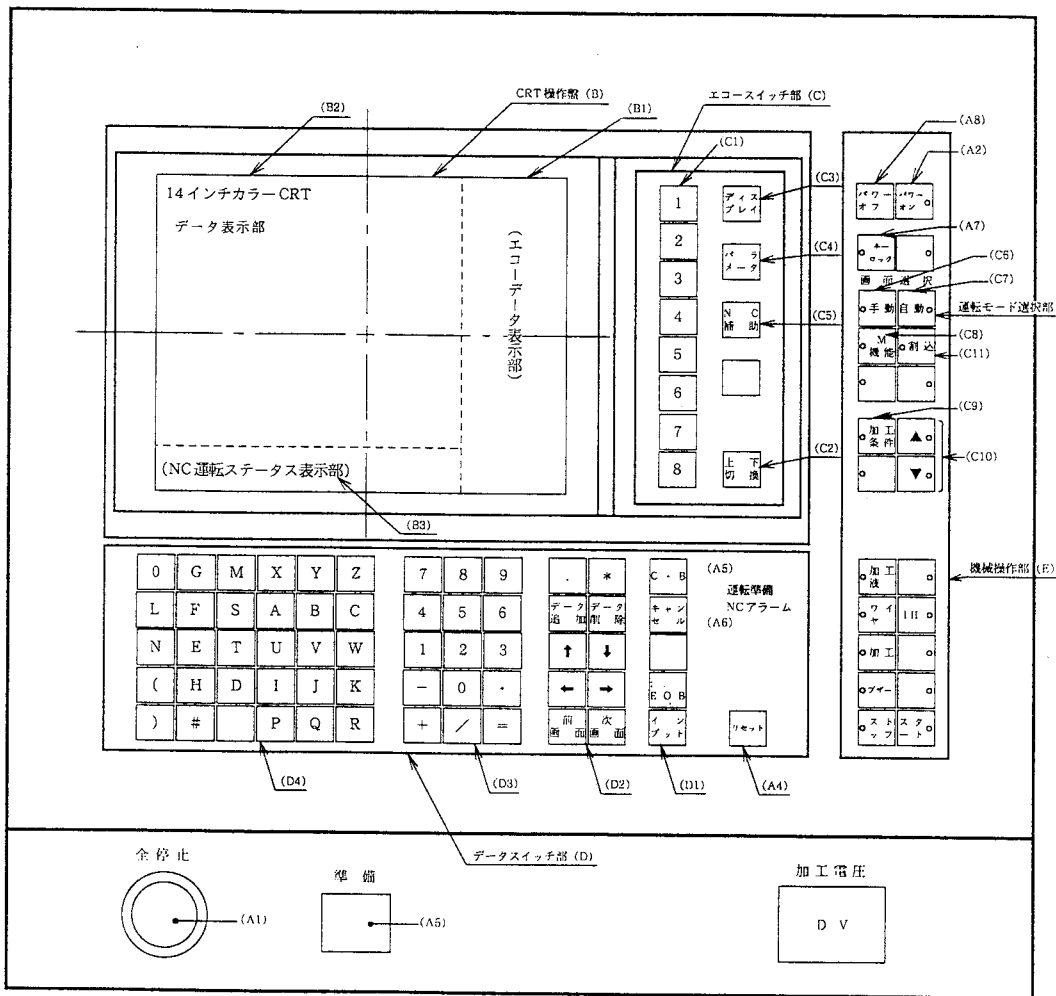 エコースイッチ部 (C)
CRT操作盤 (B)
(B2)
(B1)
(A8)
(C1)
(A2)
(C3)
14インチカラーCRT
データ表示部
(エコーデータ表示部)
(NC運転ステータス表示部)
(B3)
1
2
3
4
5
6
7
8
ディス
プレイ
パラ
メータ
(C4)
NC
補助
(C5)
上下
切換
(C2)
パワー
オフ
パワー
オン
(A7)
キー
ロック
(C6)
画面選択
(C7)
手動
自動
運転モード選択部
M
機能
割込
(C8)
(C11)
(C9)
加工
条件
▲
▼
(C10)
機械操作部 (E)
加工
液
ワイ
ヤ
1H
加工
ブザー
スト
ップ
スタ
ート
0 G M X Y Z
L F S A B C
N E T U V W
( H D I J K
) # P Q R
7 8 9
4 5 6
1 2 3
- 0 ·
+ / =
. *
データ
追加
データ
削除
↑ ↓
← →
前
画面
次
画面
C・B
キャン
セル
EOB
イン
プット
(A5)
運転準備
NCアラーム
(A6)
リセット
(D4)
(D3)
(D2)
(D1)
(A4)
データスイッチ部 (D)
全停止
(A1)
準備
(A5)
加工電圧
DV